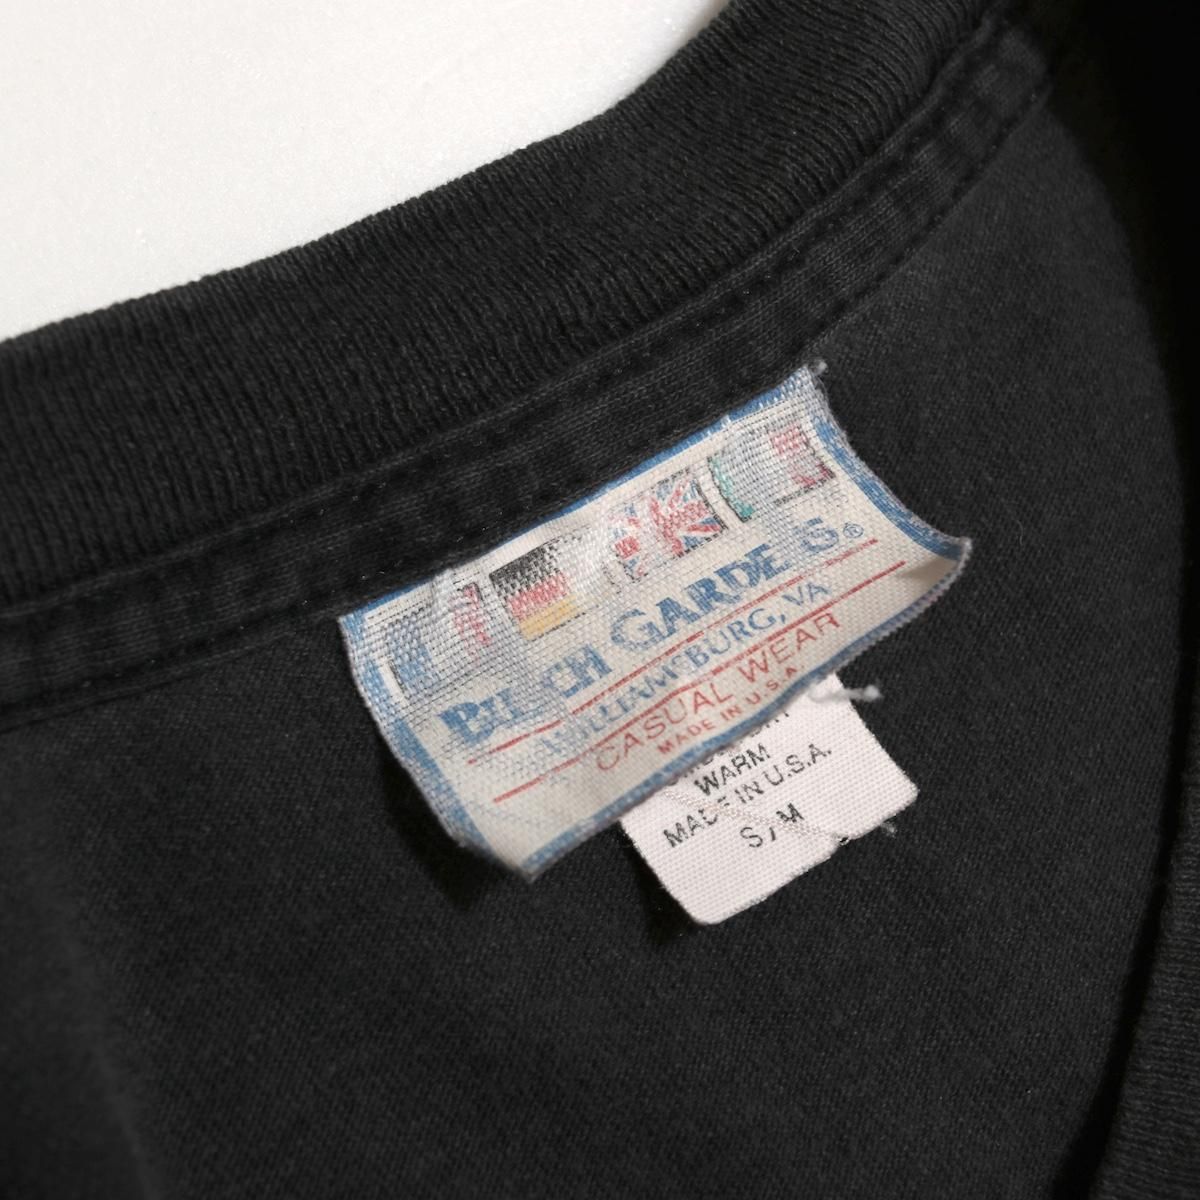 BUSCH GARDENS®
WILLIAMSBURG, VA
CASUAL WEAR
MADE IN U.S.A.
WARM
MADE IN U.S.A.
S/M